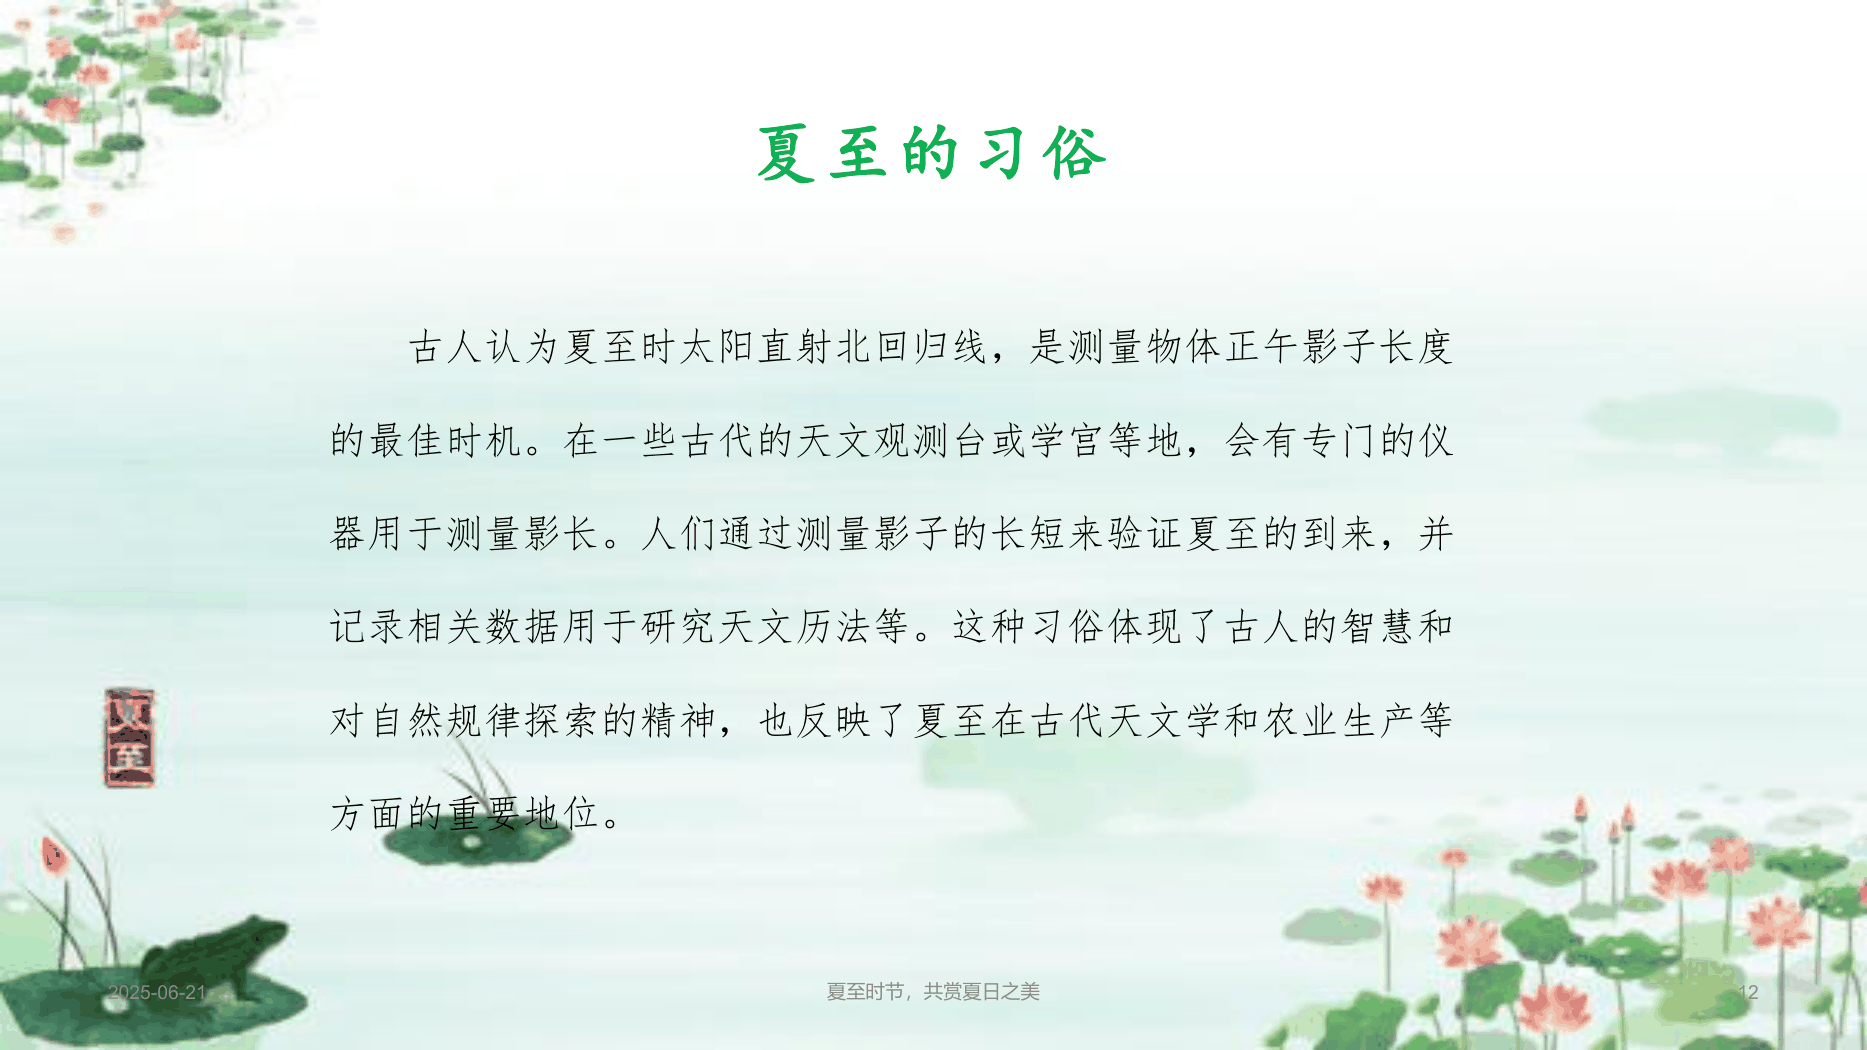 夏至的习俗
古人认为夏至时太阳直射北回归线，是测量物体正午影子长度
的最佳时机。在一些古代的天文观测台或学宫等地，会有专门的仪
器用于测量影长。人们通过测量影子的长短来验证夏至的到来，并
记录相关数据用于研究天文历法等。这种习俗体现了古人的智慧和
对自然规律探索的精神，也反映了夏至在古代天文学和农业生产等
方面的重要地位。
夏至
2025-06-21
夏至时节，共赏夏日之美
12